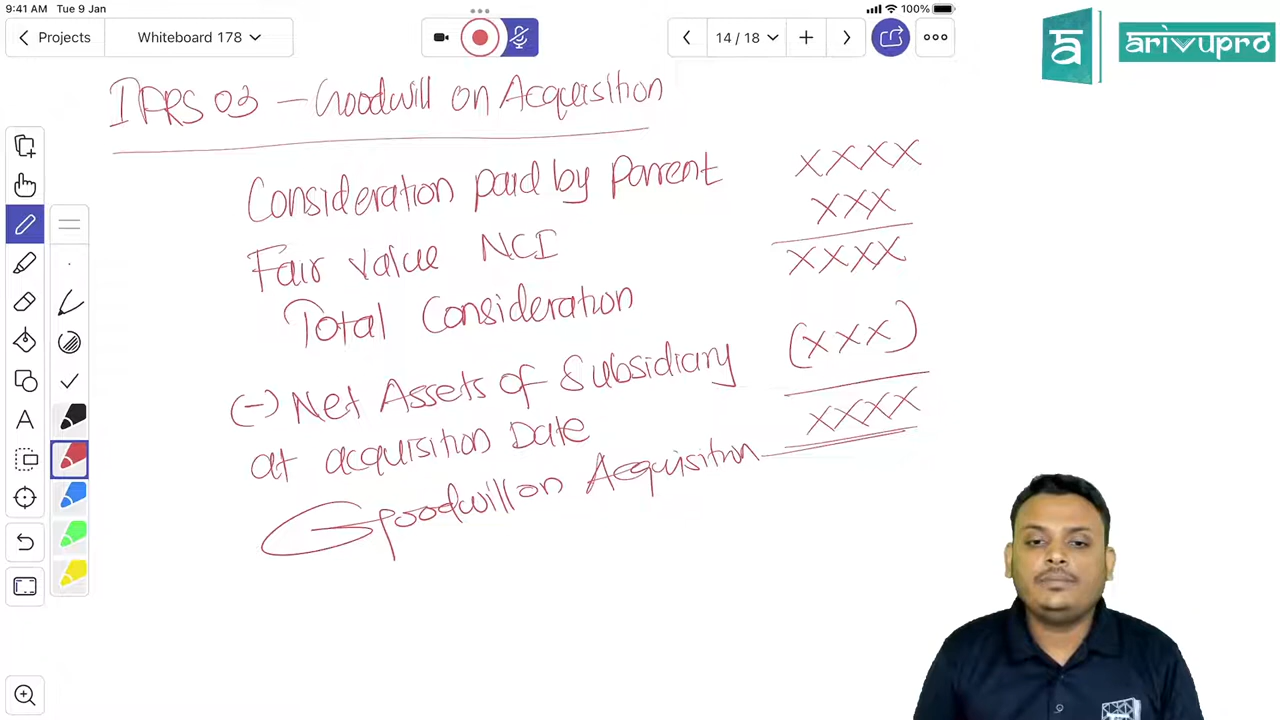 9:41 AM Tue 9 Jan
100%
Projects
Whiteboard 178
14 / 18
a
arivupro
IFRS 03 - Goodwill on Acquisition
Consideration paid by Parent XXXX
Fair value NCI XXX
Total Consideration XXXX
(-) Net Assets of Subsidiary (XXX)
at acquisition Date
Goodwill on Acquisition XXXX
A